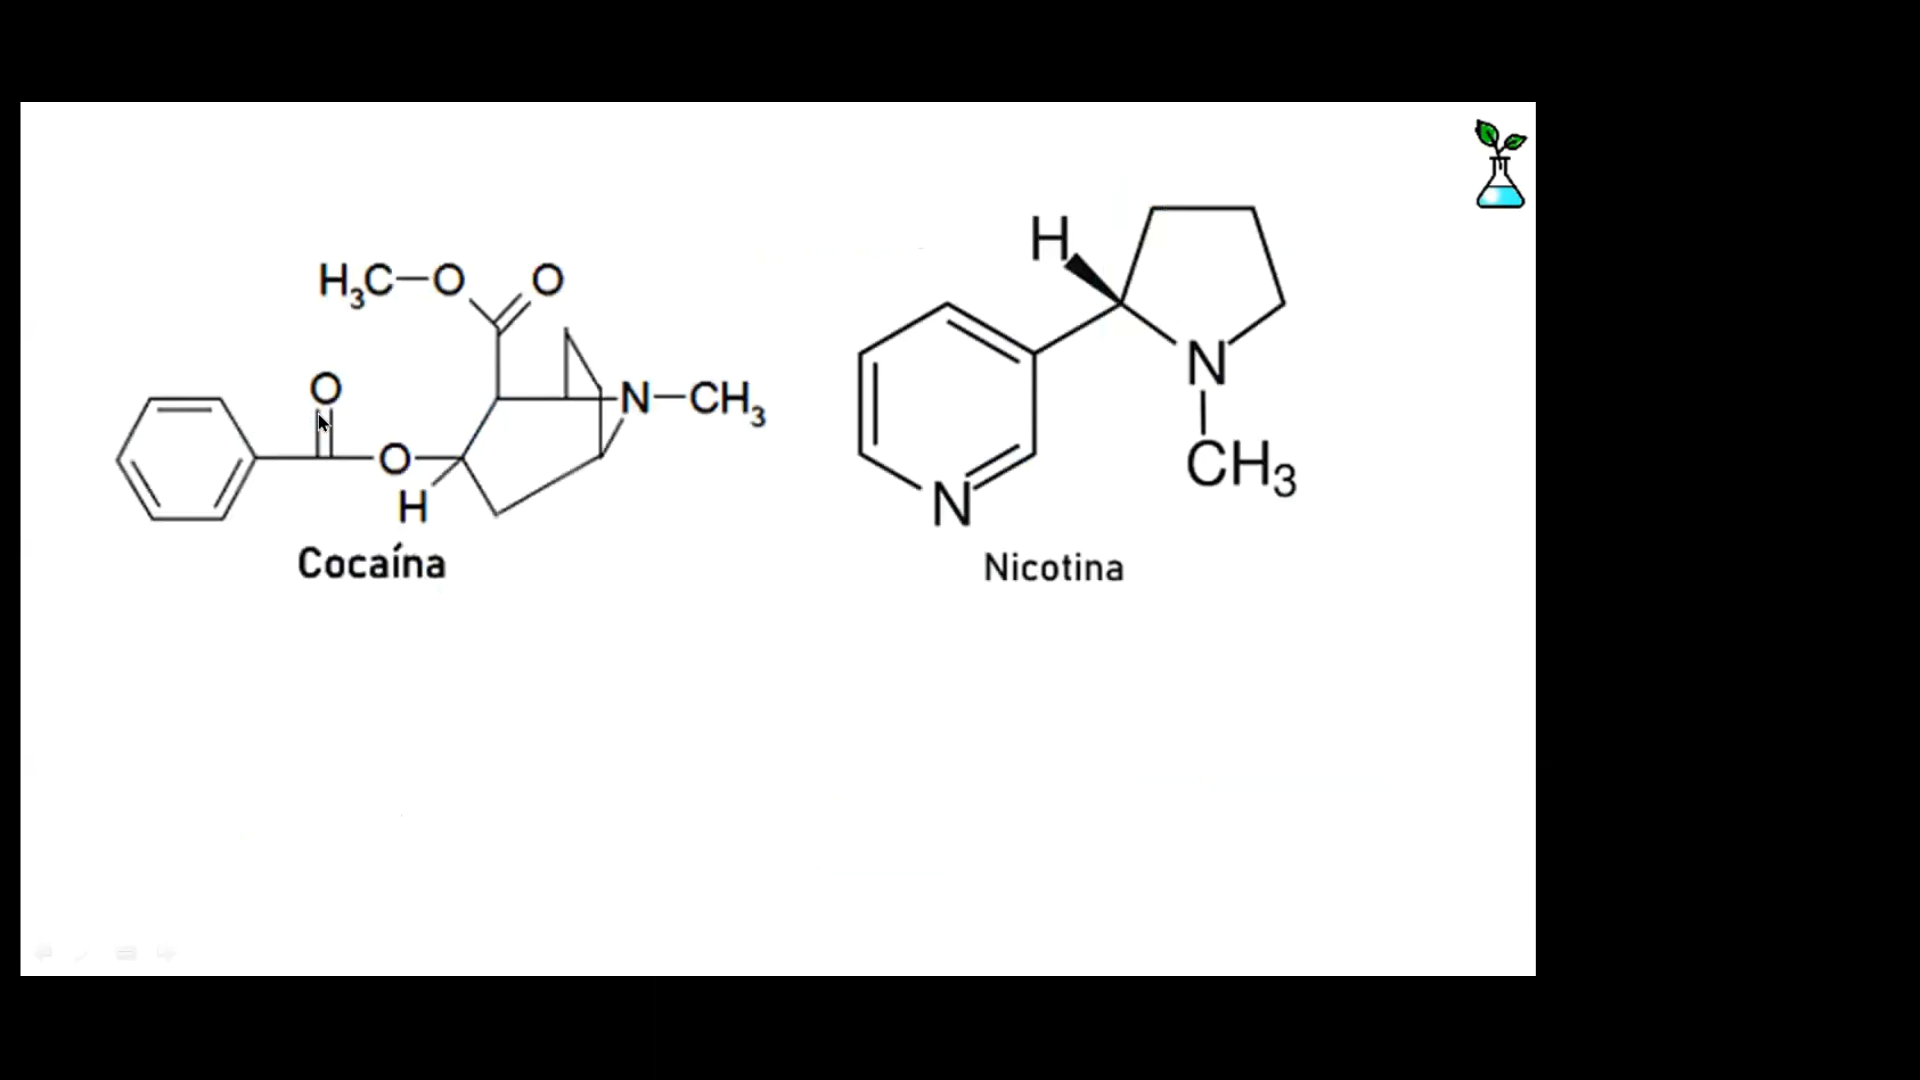 H₃C O O
O
N CH₃
O
H
Cocaína
H
N
CH₃
N
Nicotina